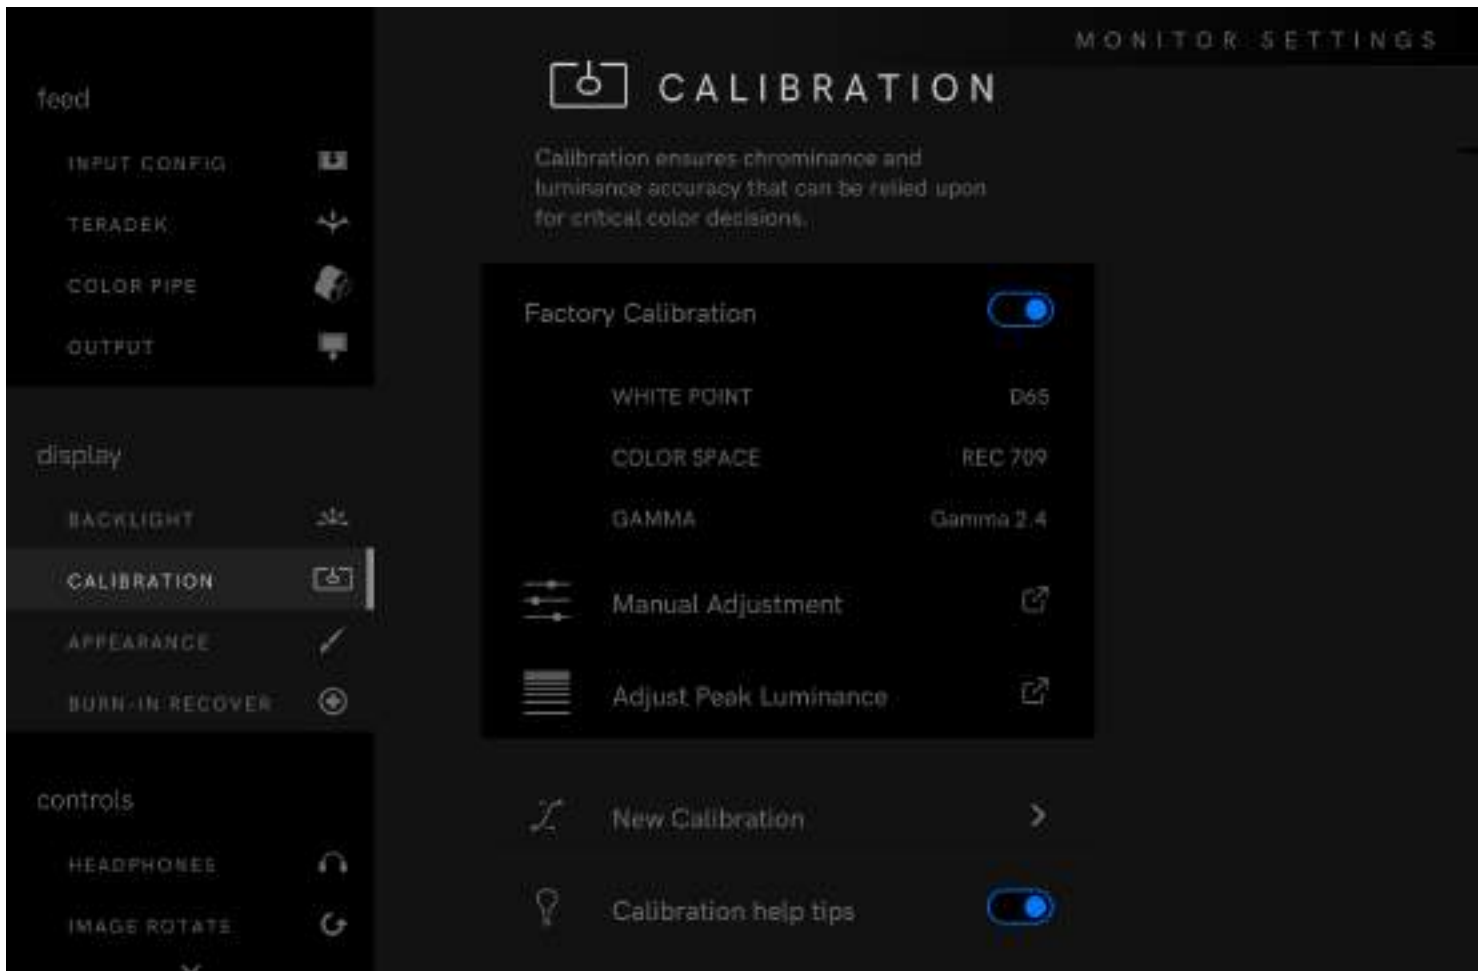 MONITOR SETTINGS
feed
INPUT CONFIG
TERADEK
COLOR PIPE
OUTPUT
display
BACKLIGHT
CALIBRATION
APPEARANCE
BURN-IN RECOVER
controls
HEADPHONES
IMAGE ROTATE
CALIBRATION
Calibration ensures chrominance and
luminance accuracy that can be relied upon
for critical color decisions.
Factory Calibration
WHITE POINT D65
COLOR SPACE REC 709
GAMMA Gamma 2.4
Manual Adjustment
Adjust Peak Luminance
New Calibration
Calibration help tips